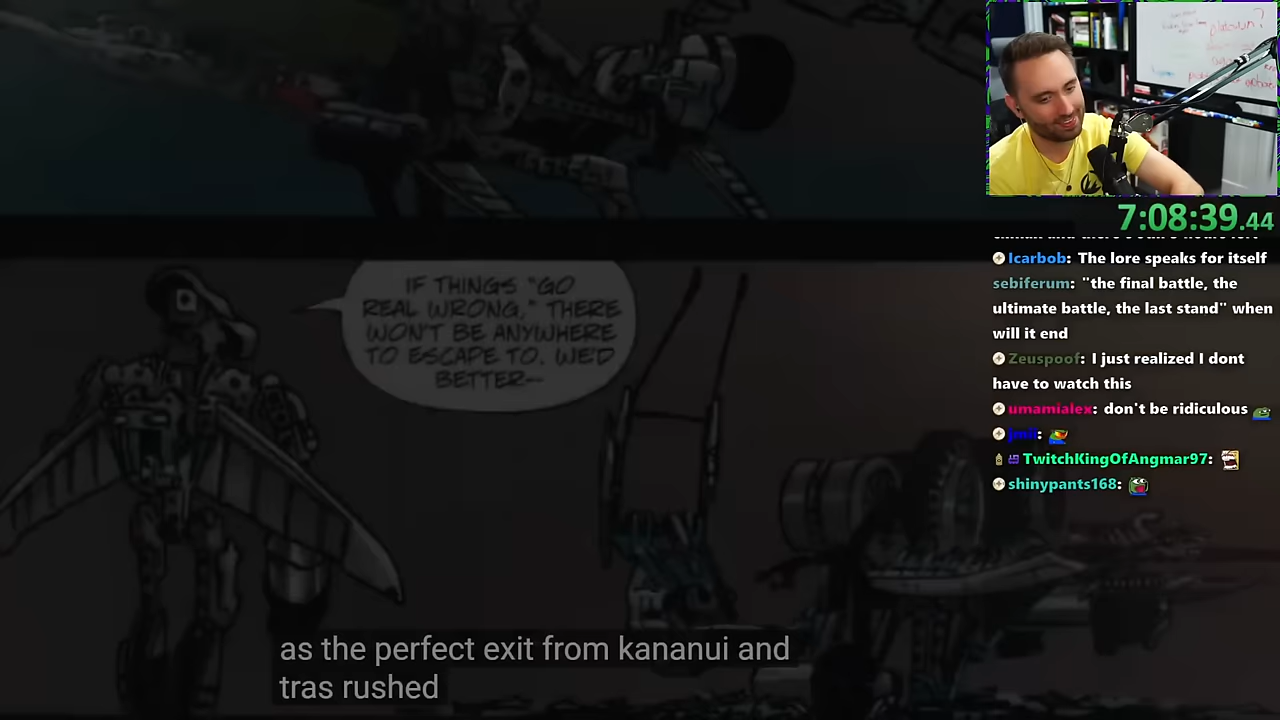 platown?
7:08:39.44
Icarbob: The lore speaks for itself
sebiferum: "the final battle, the
ultimate battle, the last stand" when
will it end
Zeuspoof: I just realized I dont
have to watch this
umamialex: don't be ridiculous
jmii:
TwitchKingOfAngmar97:
shinypants168:
IF THINGS "GO
REAL WRONG," THERE
WON'T BE ANYWHERE
TO ESCAPE TO. WE'D
BETTER--
as the perfect exit from kananui and
tras rushed